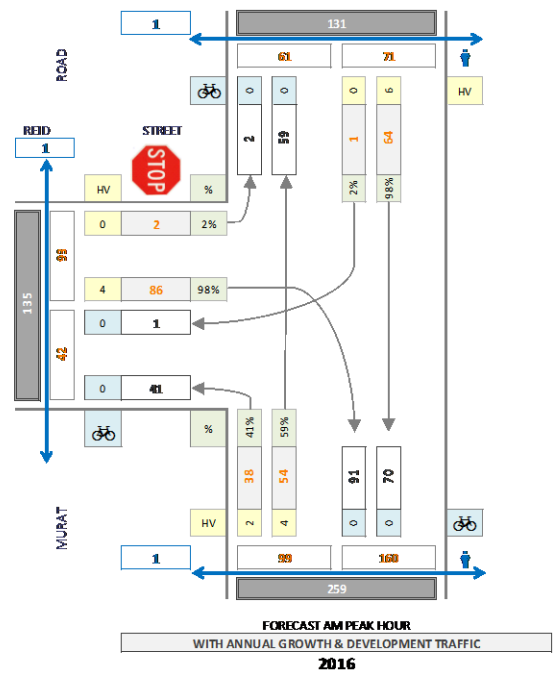 1
131
61 71
ROAD
0 0 0 6 HV
2 59 1 64
REID STREET
1
STOP
2% 98%
HV %
0 2 2%
93
4 86 98%
135
0 1
42
0 41
41% 59%
%
38 54 91 70
MURAT
HV 2 4 0 0
1 99 160
259
FORECAST AM PEAK HOUR
WITH ANNUAL GROWTH & DEVELOPMENT TRAFFIC
2016